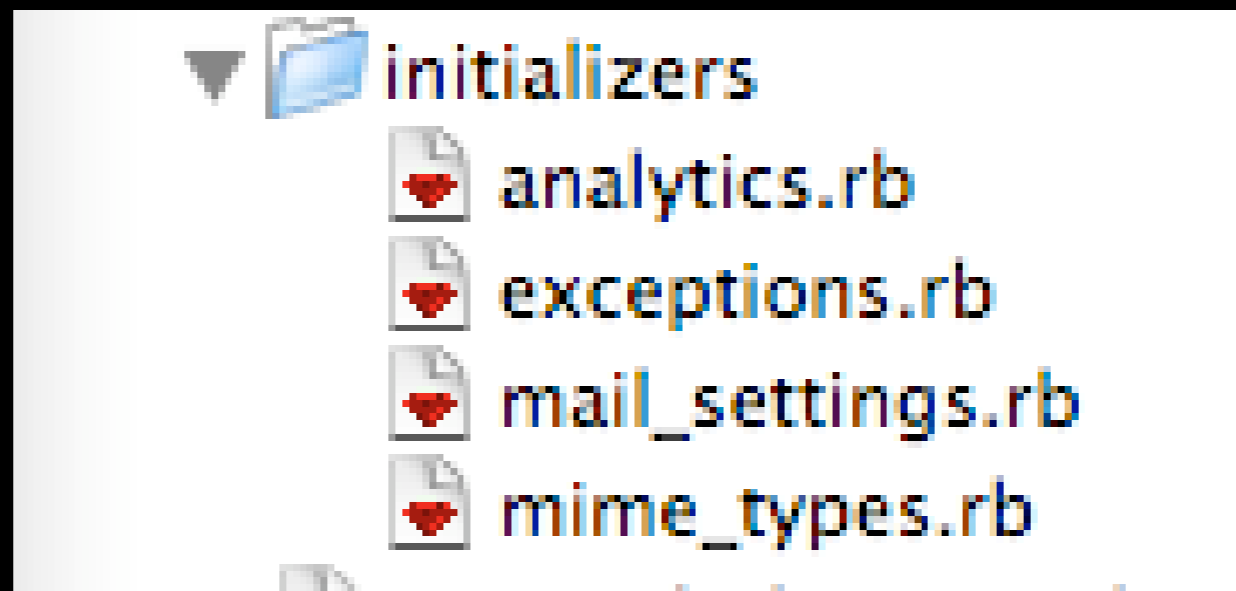 initializers
analytics.rb
exceptions.rb
mail_settings.rb
mime_types.rb